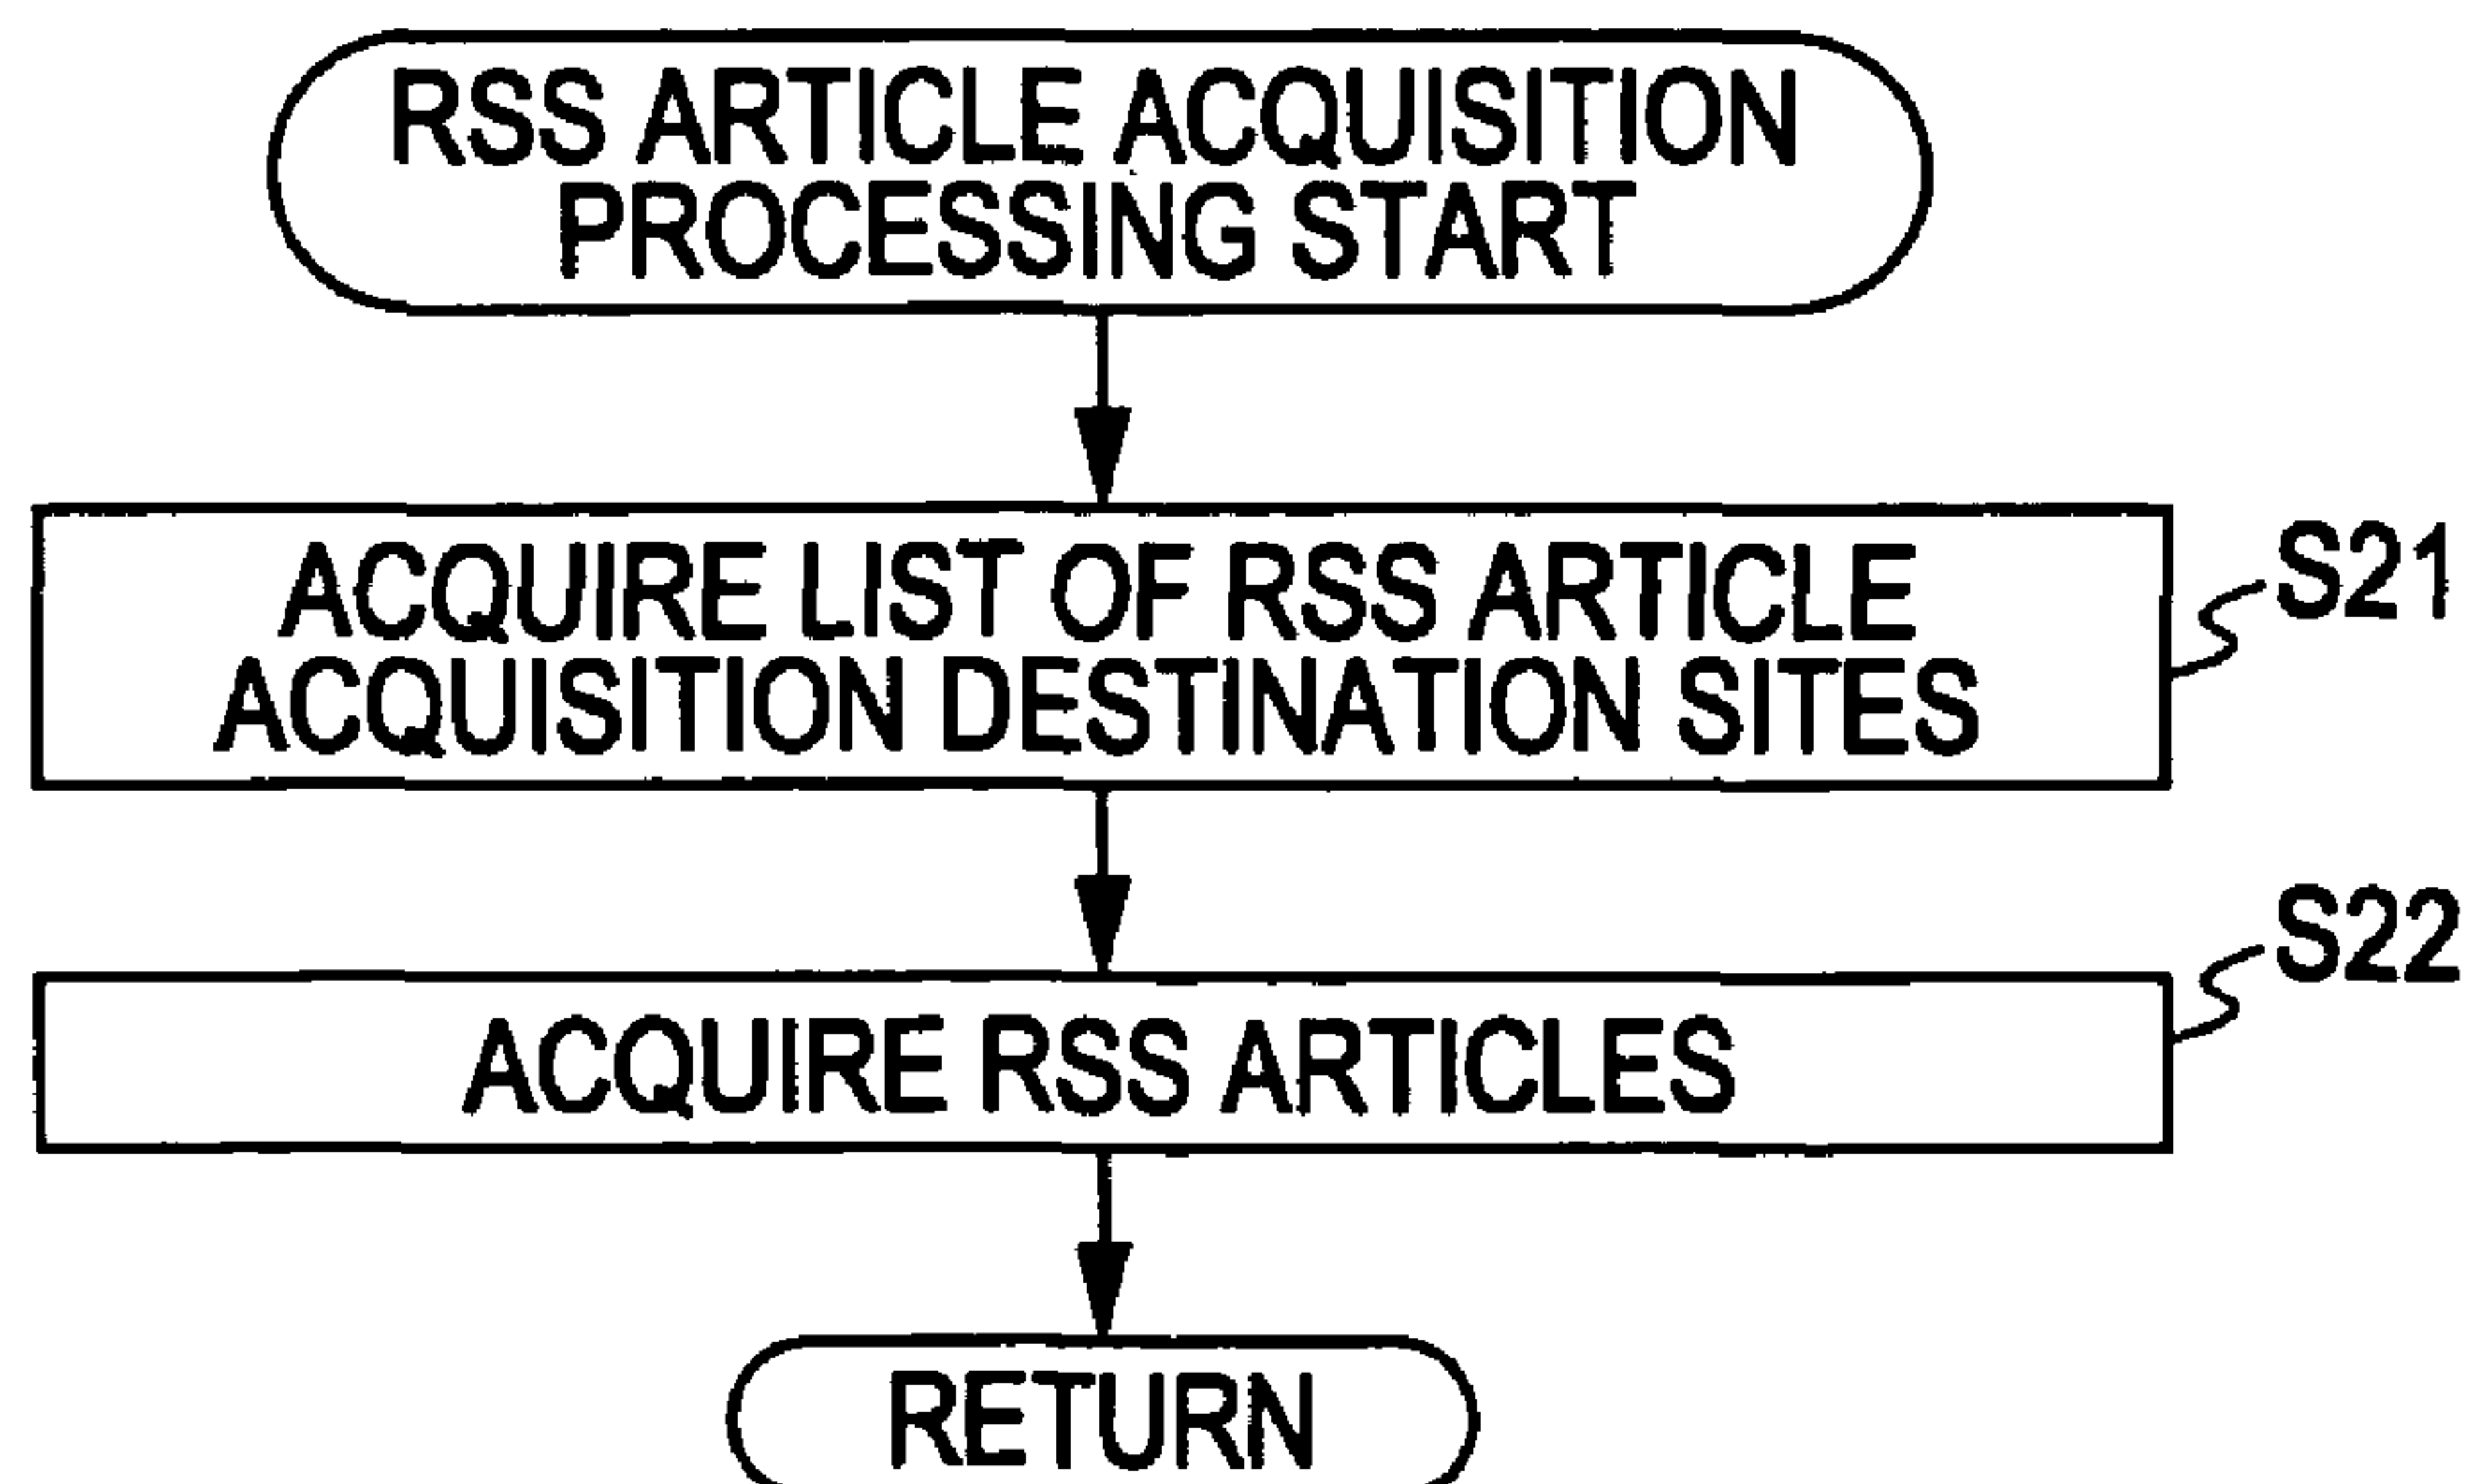 RSS ARTICLE ACQUISITION
PROCESSING START
ACQUIRE LIST OF RSS ARTICLE
ACQUISITION DESTINATION SITES
S21
S22
ACQUIRE RSS ARTICLES
RETURN